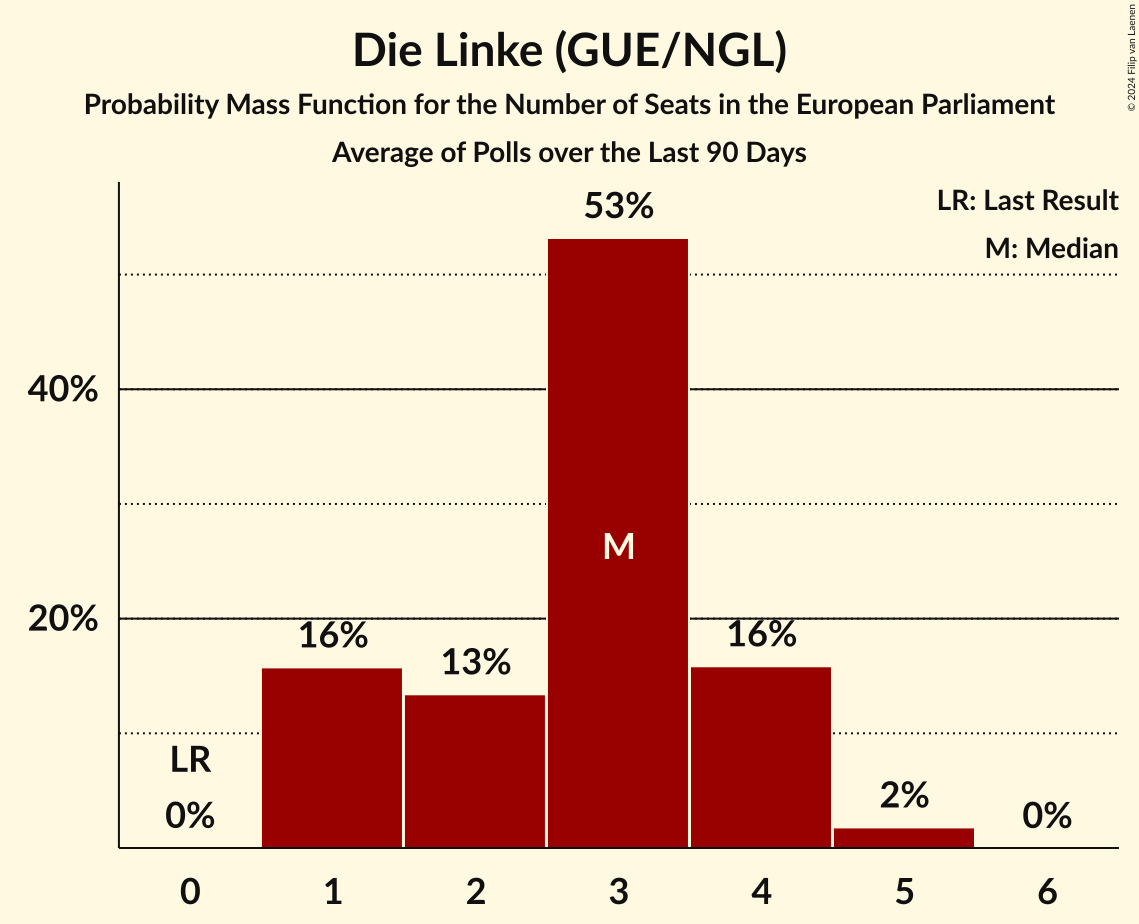 Die Linke (GUE/NGL)
Probability Mass Function for the Number of Seats in the European Parliament
Average of Polls over the Last 90 Days
© 2024 Filip van Laenen
LR: Last Result
M: Median
53%
40%
M
20%
16%
13%
16%
LR
0%
2%
0%
0 1 2 3 4 5 6